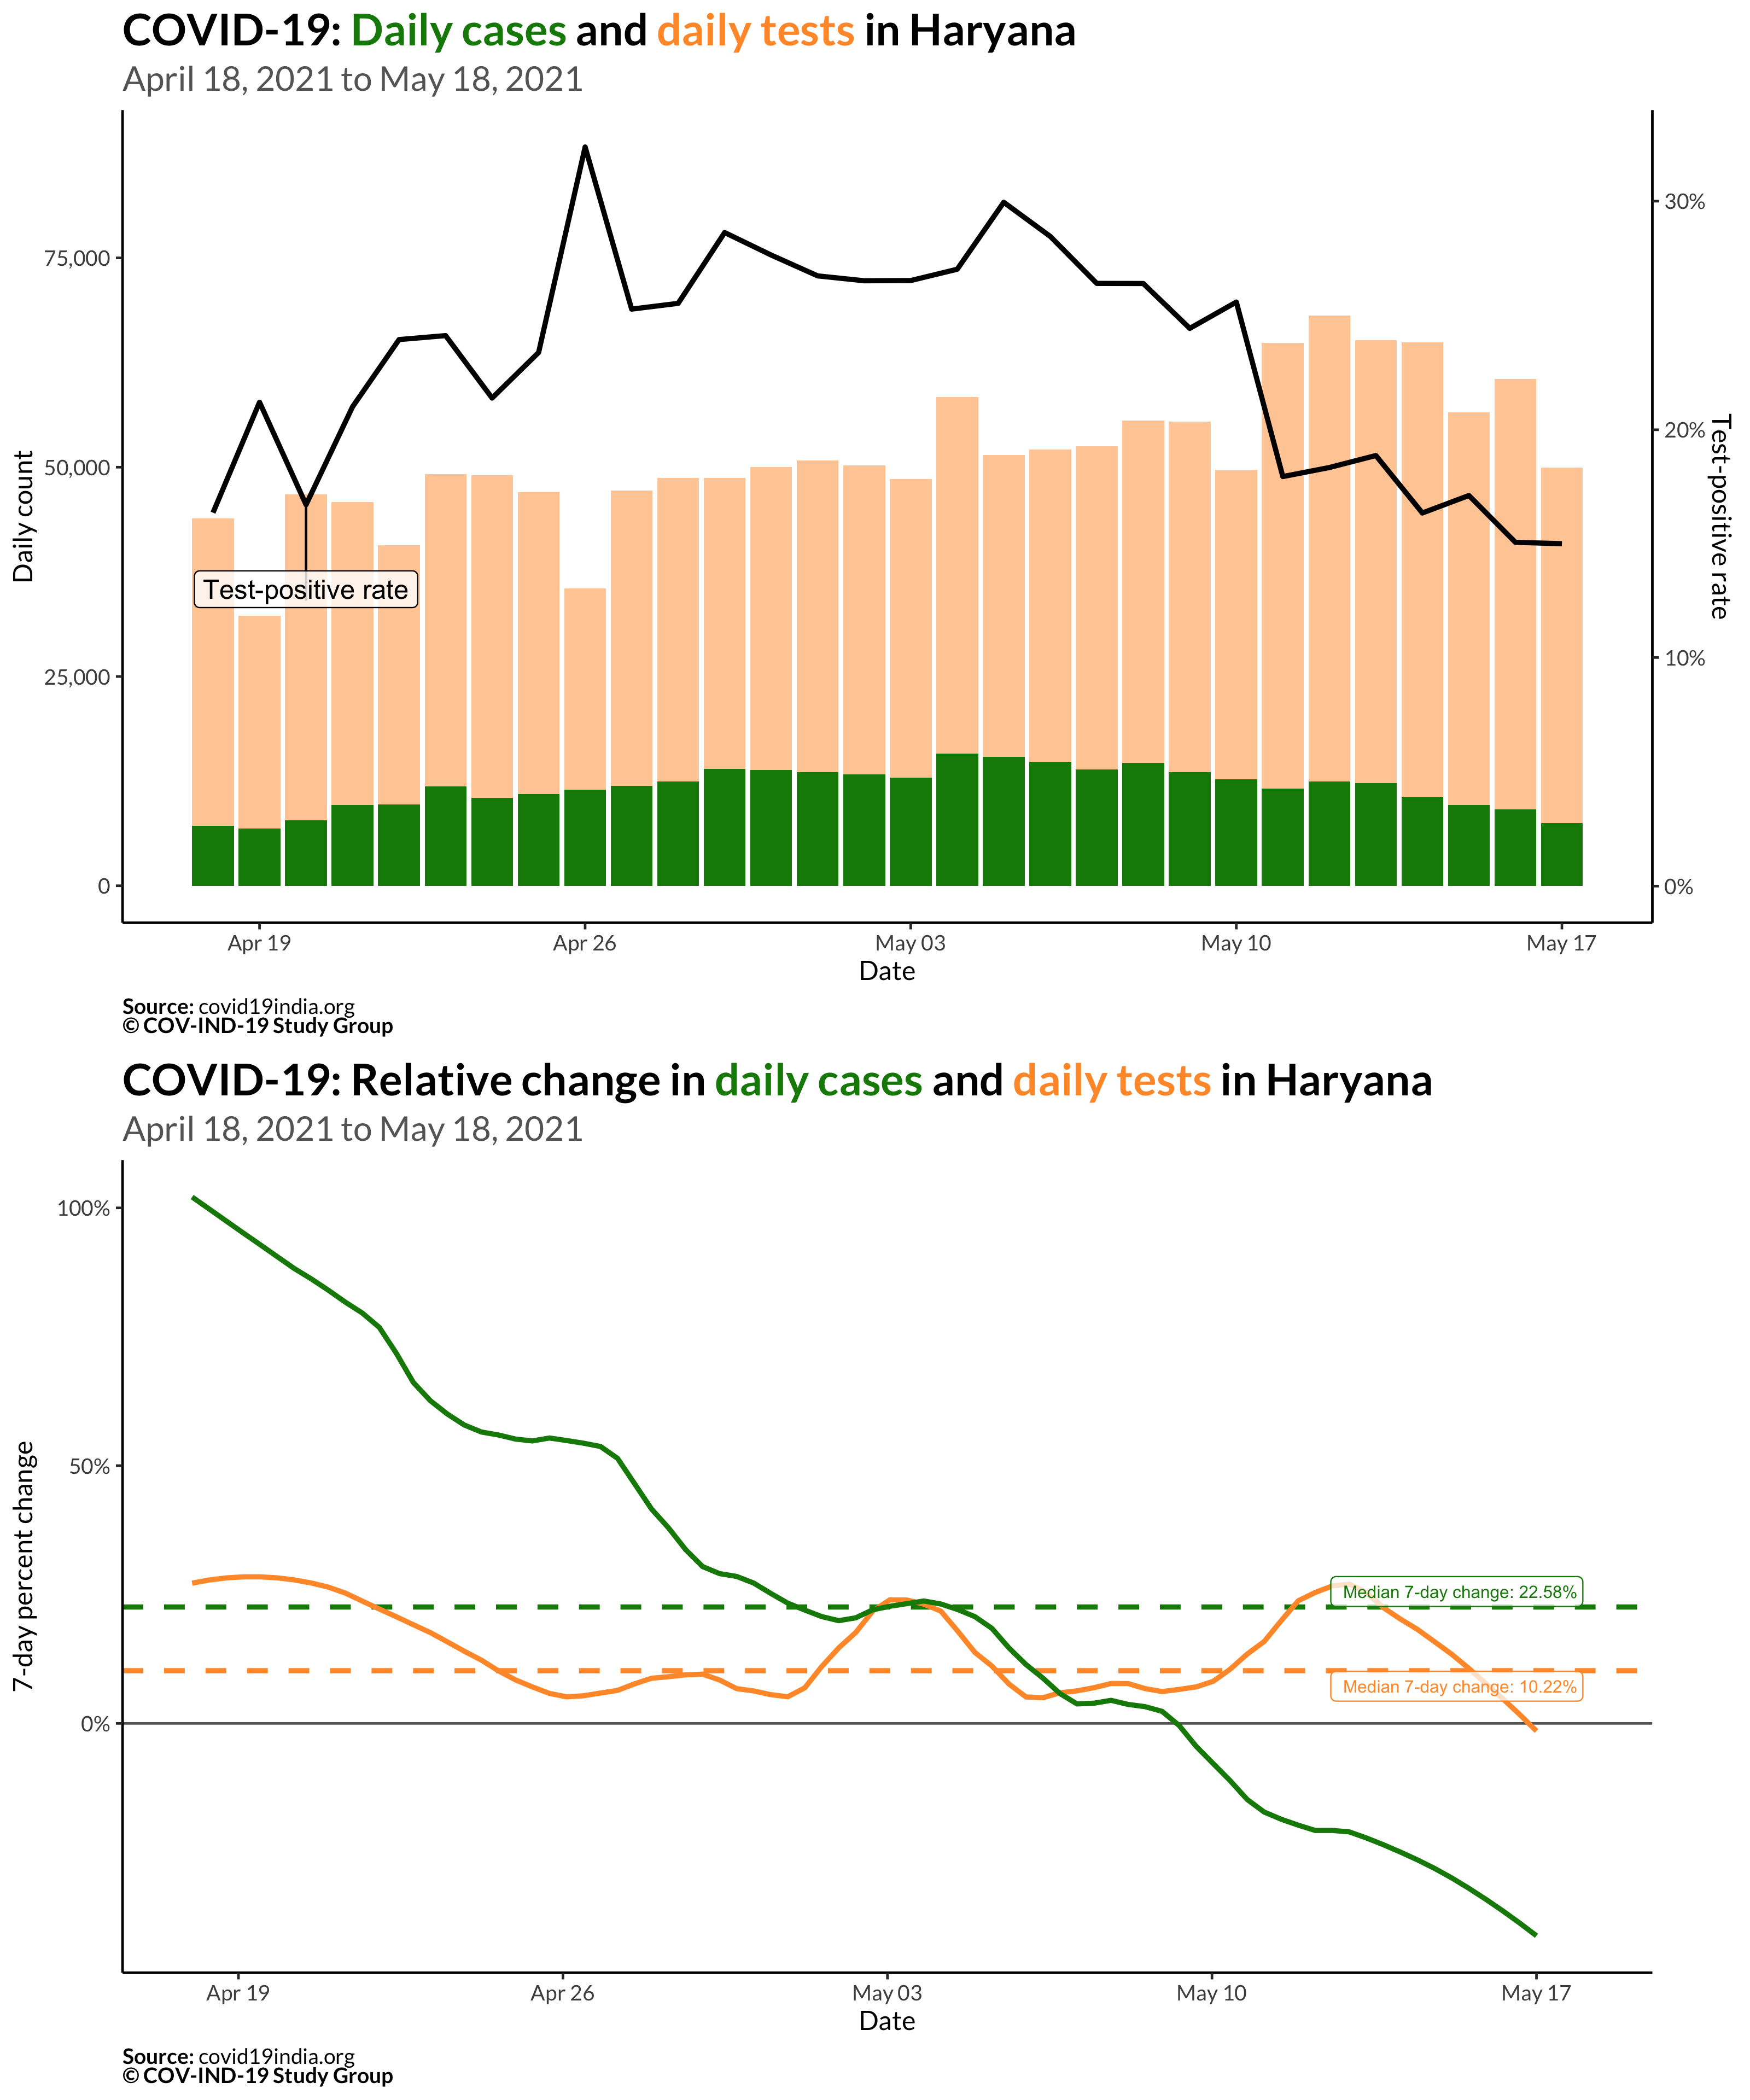 COVID-19: Daily cases and daily tests in Haryana
April 18, 2021 to May 18, 2021
Daily count
75,000
50,000
25,000
0
Test-positive rate
30%
20%
10%
0%
Test-positive rate
Apr 19
Apr 26
May 03
May 10
May 17
Date
Source: covid19india.org
© COV-IND-19 Study Group
COVID-19: Relative change in daily cases and daily tests in Haryana
April 18, 2021 to May 18, 2021
7-day percent change
100%
50%
0%
Median 7-day change: 22.58%
Median 7-day change: 10.22%
Apr 19
Apr 26
May 03
May 10
May 17
Date
Source: covid19india.org
© COV-IND-19 Study Group